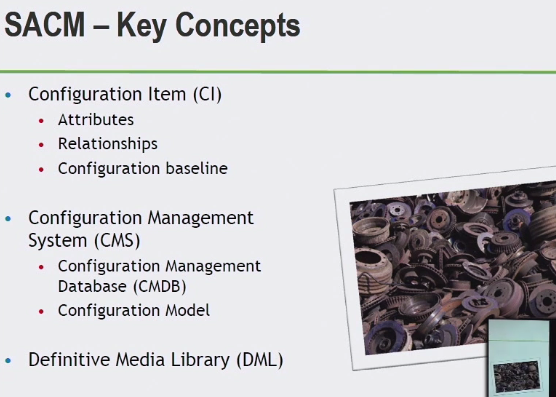 SACM – Key Concepts
• Configuration Item (CI)
• Attributes
• Relationships
• Configuration baseline
• Configuration Management
System (CMS)
• Configuration Management
Database (CMDB)
• Configuration Model
• Definitive Media Library (DML)